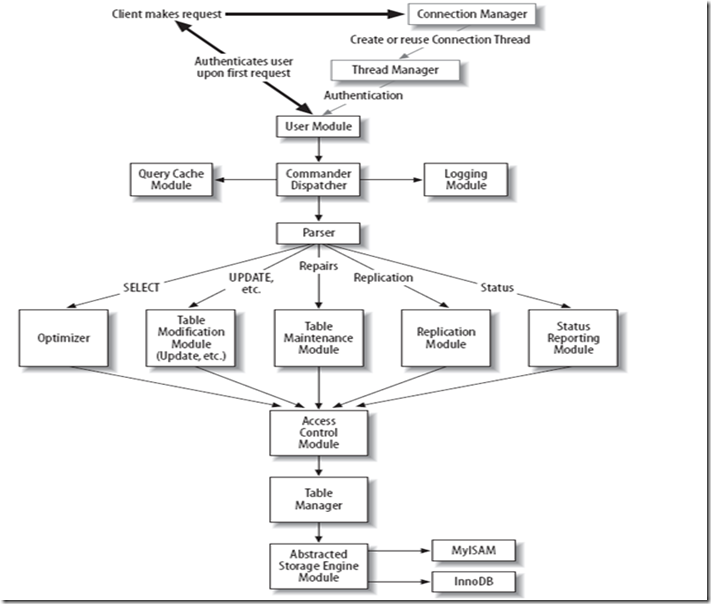 Client makes request
Connection Manager
Create or reuse Connection Thread
Authenticates user
upon first request
Thread Manager
Authentication
User Module
Query Cache
Module
Commander
Dispatcher
Logging
Module
Parser
SELECT
UPDATE,
etc.
Repairs
Replication
Status
Optimizer
Table
Modification
Module
(Update, etc.)
Table
Maintenance
Module
Replication
Module
Status
Reporting
Module
Access
Control
Module
Table
Manager
Abstracted
Storage Engine
Module
MyISAM
InnoDB